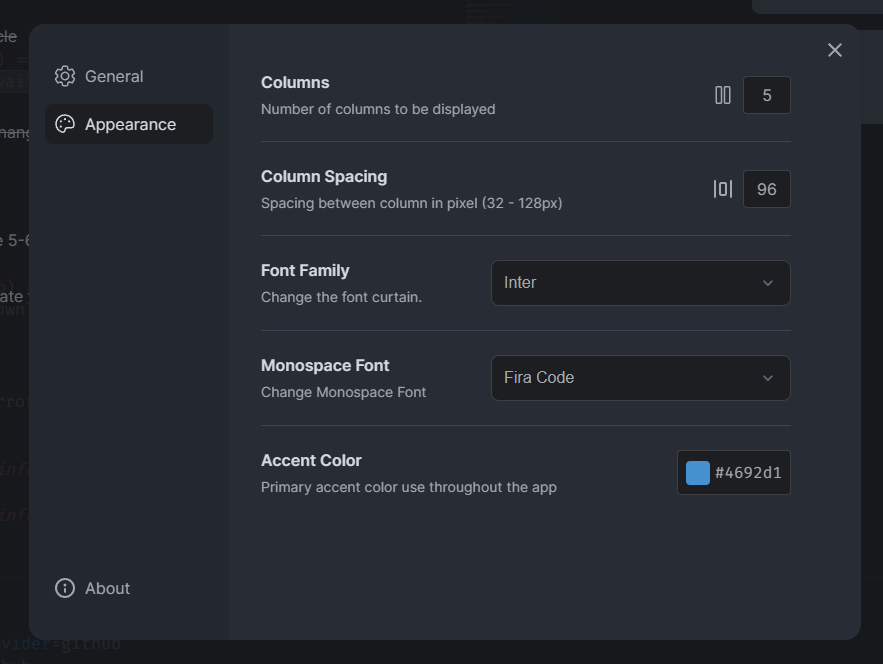 General
Appearance
About
Columns
Number of columns to be displayed
5
Column Spacing
Spacing between column in pixel (32 - 128px)
96
Font Family
Change the font curtain.
Inter
Monospace Font
Change Monospace Font
Fira Code
Accent Color
Primary accent color use throughout the app
#4692d1